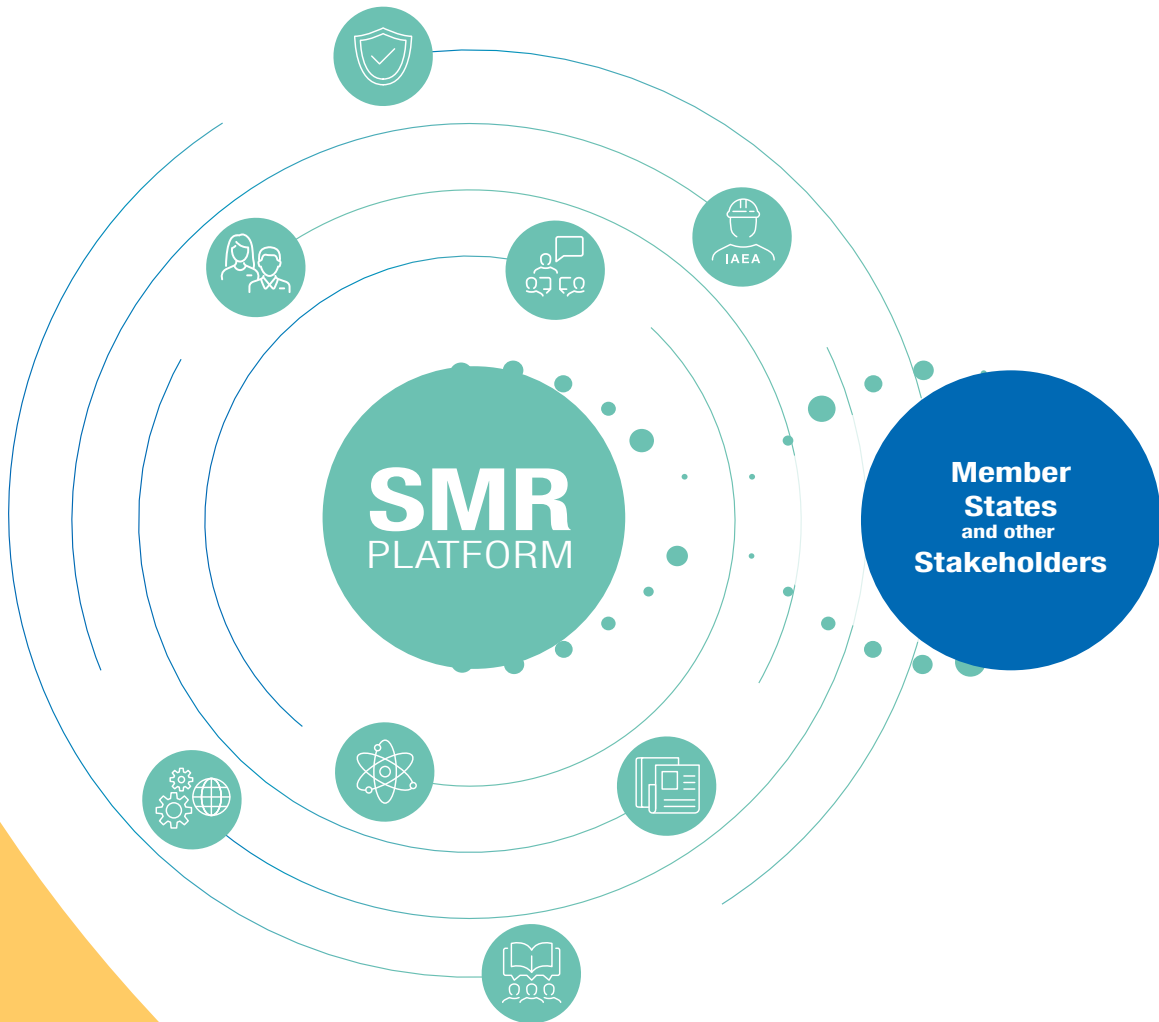 IAEA
SMR
PLATFORM
Member
States
and other
Stakeholders